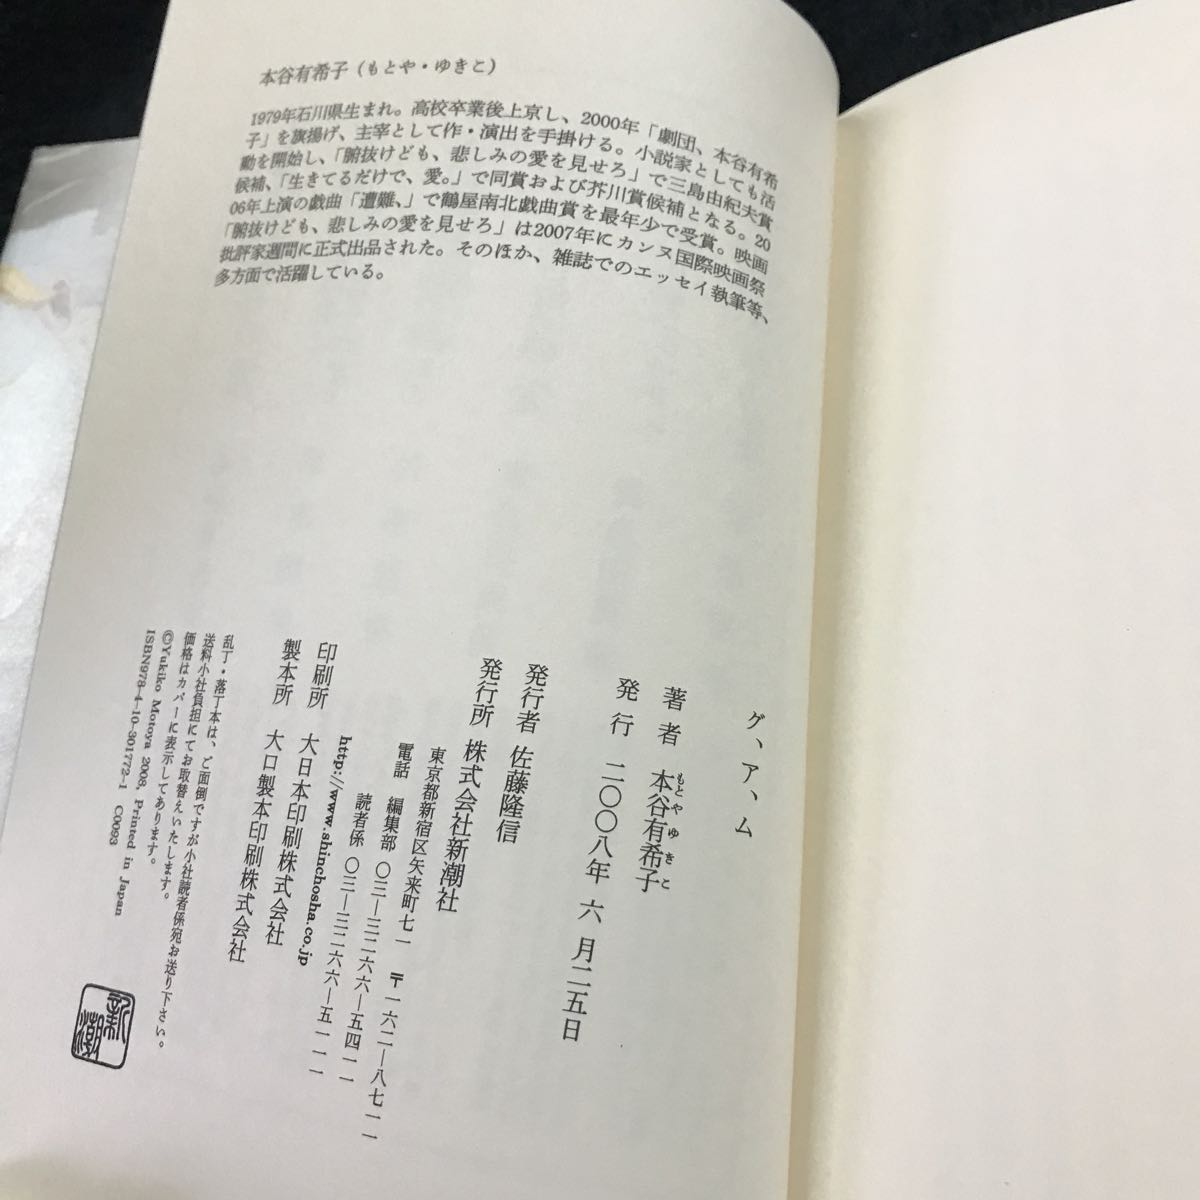 本谷有希子(もとや・ゆきこ)
1979年石川県生まれ。高校卒業後上京し、2000年「劇団、本谷有希
子」を旗揚げ、主宰として作・演出を手掛ける。小説家としても活
動を開始し、「腑抜けども、悲しみの愛を見せろ」で三島由紀夫賞
候補、「生きてるだけで、愛。」で同賞および芥川賞候補となる。20
06年上演の戯曲「遭難、」で鶴屋南北戯曲賞を最年少で受賞。映画
「腑抜けども、悲しみの愛を見せろ」は2007年にカンヌ国際映画祭
批評家週間に正式出品された。そのほか、雑誌でのエッセイ執筆等、
多方面で活躍している。
グ、ア、ム
著者 本谷有希子
もとやゆきこ
発行 二〇〇八年 六 月二五日
発行者 佐藤隆信
発行所 株式会社新潮社
東京都新宿区矢来町七一 〒一六二―八七一一
電話 編集部 〇三―三二六六―五四一一
読者係 〇三―三二六六―五一一一
http://www.shinchosha.co.jp
印刷所 大日本印刷株式会社
製本所 大口製本印刷株式会社
乱丁・落丁本は、ご面倒ですが小社読者係宛お送り下さい。
送料小社負担にてお取替えいたします。
価格はカバーに表示してあります。
©Yukiko Motoya 2008, Printed in Japan
ISBN978-4-10-301772-1 C0093
新潮